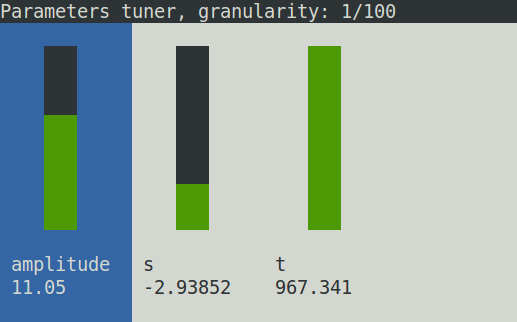 Parameters tuner, granularity: 1/100
amplitude s t
11.05 -2.93852 967.341